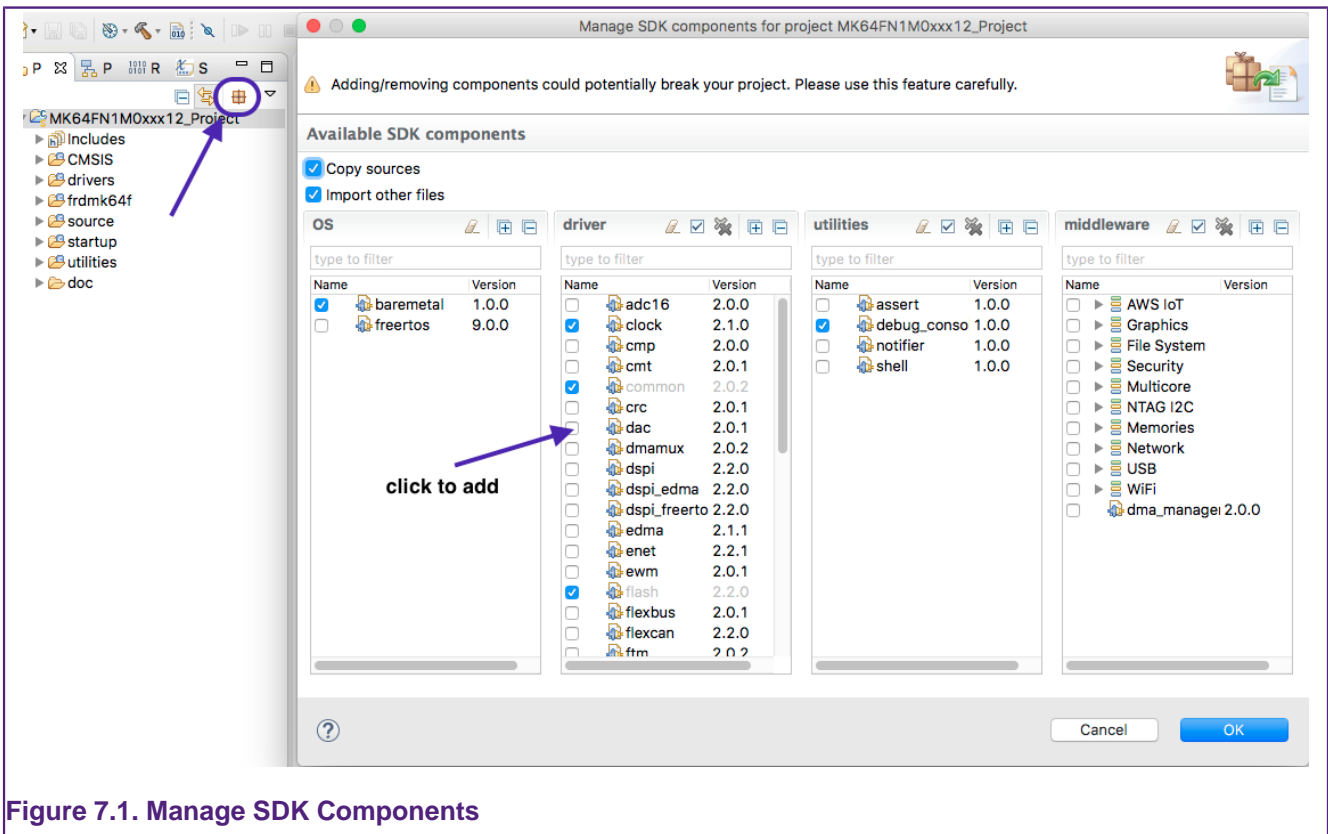 Manage SDK components for project MK64FN1M0xxx12_Project
P P R S
MK64FN1M0xxx12_Project
Includes
CMSIS
drivers
frdmk64f
source
startup
utilities
doc
Adding/removing components could potentially break your project. Please use this feature carefully.
Available SDK components
Copy sources
Import other files
OS
type to filter
Name Version
baremetal 1.0.0
freertos 9.0.0
driver
type to filter
Name Version
adc16 2.0.0
clock 2.1.0
cmp 2.0.0
cmt 2.0.1
common 2.0.2
crc 2.0.1
dac 2.0.1
dmamux 2.0.2
dspi 2.2.0
dspi_edma 2.2.0
dspi_freerto 2.2.0
edma 2.1.1
enet 2.2.1
ewm 2.0.1
flash 2.2.0
flexbus 2.0.1
flexcan 2.2.0
ftm 2.0.2
click to add
utilities
type to filter
Name Version
assert 1.0.0
debug_conso 1.0.0
notifier 1.0.0
shell 1.0.0
middleware
type to filter
Name Version
AWS IoT
Graphics
File System
Security
Multicore
NTAG I2C
Memories
Network
USB
WiFi
dma_manager 2.0.0
?
Cancel OK
Figure 7.1. Manage SDK Components